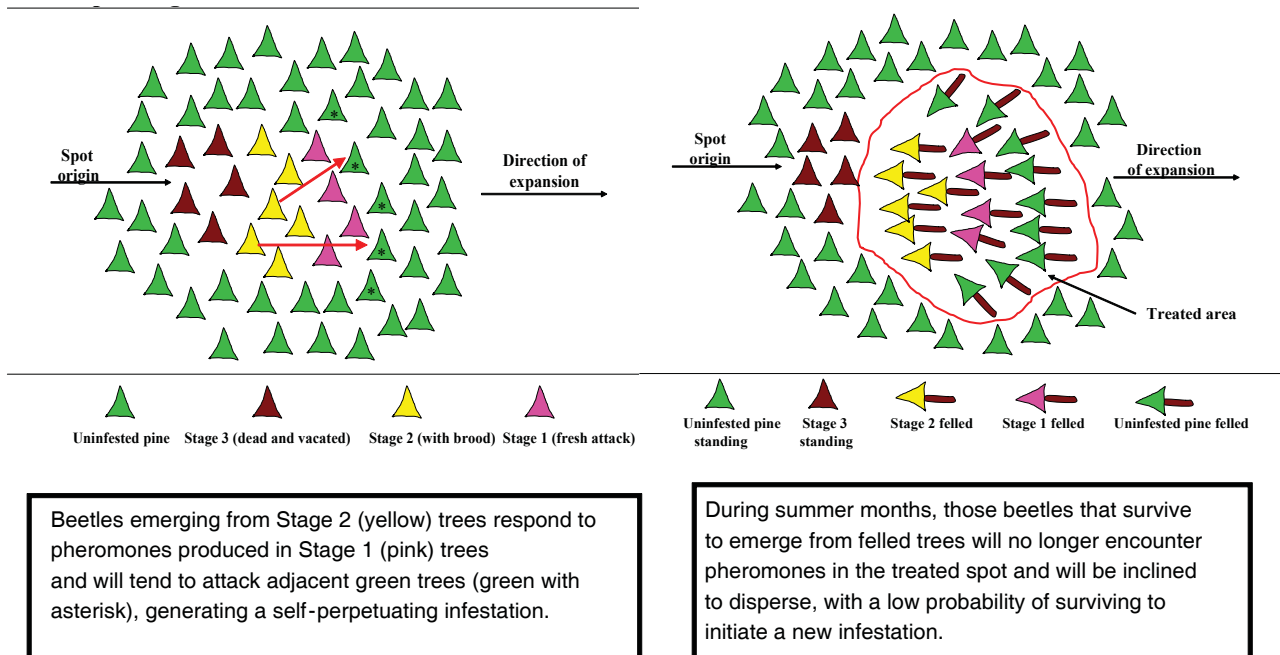 Spot
origin
Direction of
expansion
*
*
*
*
*
Uninfested pine
Stage 3 (dead and vacated)
Stage 2 (with brood)
Stage 1 (fresh attack)
Beetles emerging from Stage 2 (yellow) trees respond to
pheromones produced in Stage 1 (pink) trees
and will tend to attack adjacent green trees (green with
asterisk), generating a self-perpetuating infestation.
Spot
origin
Direction
of expansion
Treated area
Uninfested pine
standing
Stage 3
standing
Stage 2 felled
Stage 1 felled
Uninfested pine felled
During summer months, those beetles that survive
to emerge from felled trees will no longer encounter
pheromones in the treated spot and will be inclined
to disperse, with a low probability of surviving to
initiate a new infestation.